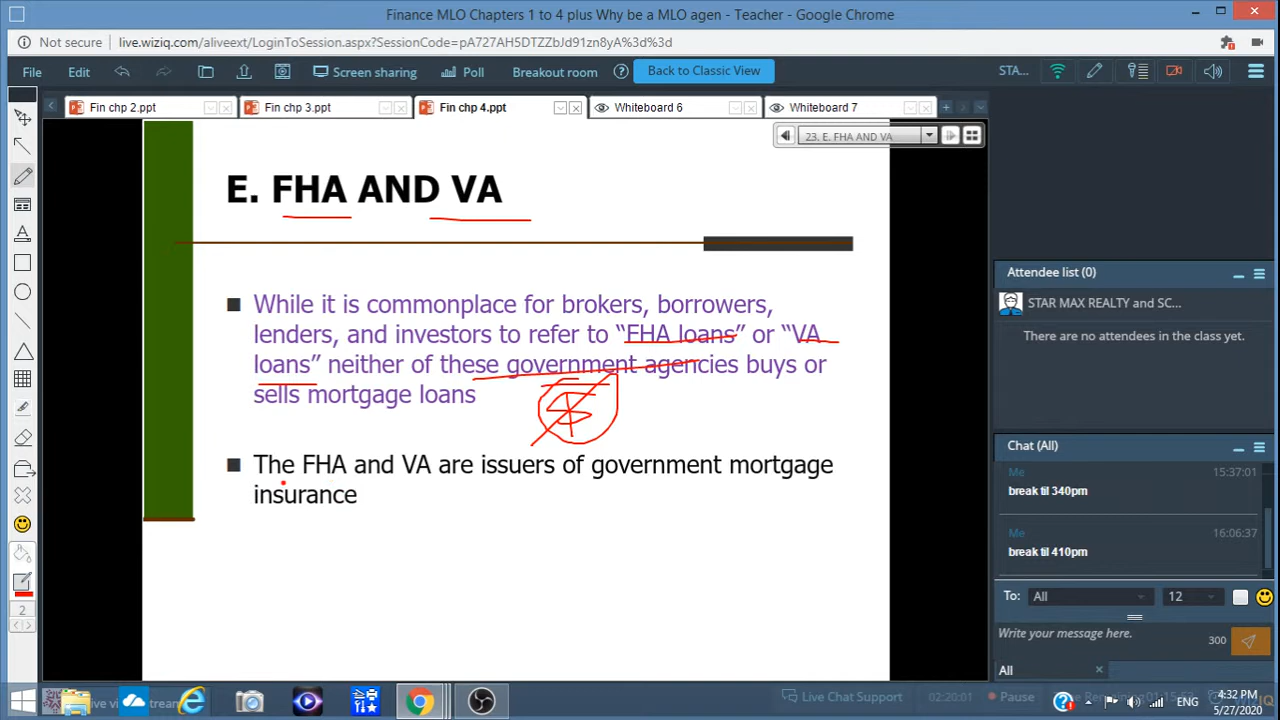 Finance MLO Chapters 1 to 4 plus Why be a MLO agen - Teacher - Google Chrome
Not secure | live.wiziq.com/aliveext/LoginToSession.aspx?SessionCode=pA727AH5DTZZbJd91zn8yA%3d%3d
File Edit Screen sharing Poll Breakout room ? Back to Classic View STA...
Fin chp 2.ppt Fin chp 3.ppt Fin chp 4.ppt Whiteboard 6 Whiteboard 7
23. E. FHA AND VA
E. FHA AND VA
While it is commonplace for brokers, borrowers,
lenders, and investors to refer to “FHA loans” or “VA
loans” neither of these government agencies buys or
sells mortgage loans
$
The FHA and VA are issuers of government mortgage
insurance
2
Attendee list (0)
STAR MAX REALTY and SC...
There are no attendees in the class yet.
Chat (All)
Me 15:37:01
break til 340pm
Me 16:06:37
break til 410pm
To: All 12
Write your message here. 300
All
Live Chat Support 02:20:01 Pause
ENG 4:32 PM
5/27/2020